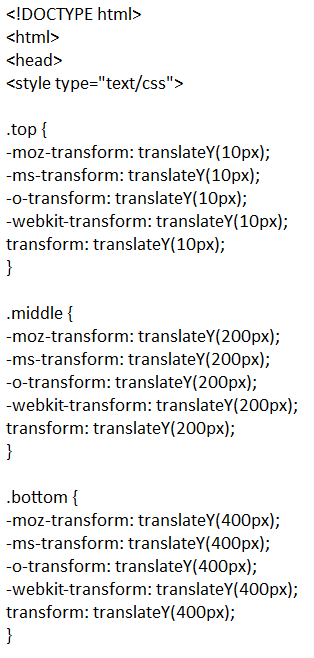 <!DOCTYPE html>
<html>
<head>
<style type="text/css">
.top {
-moz-transform: translateY(10px);
-ms-transform: translateY(10px);
-o-transform: translateY(10px);
-webkit-transform: translateY(10px);
transform: translateY(10px);
}
.middle {
-moz-transform: translateY(200px);
-ms-transform: translateY(200px);
-o-transform: translateY(200px);
-webkit-transform: translateY(200px);
transform: translateY(200px);
}
.bottom {
-moz-transform: translateY(400px);
-ms-transform: translateY(400px);
-o-transform: translateY(400px);
-webkit-transform: translateY(400px);
transform: translateY(400px);
}